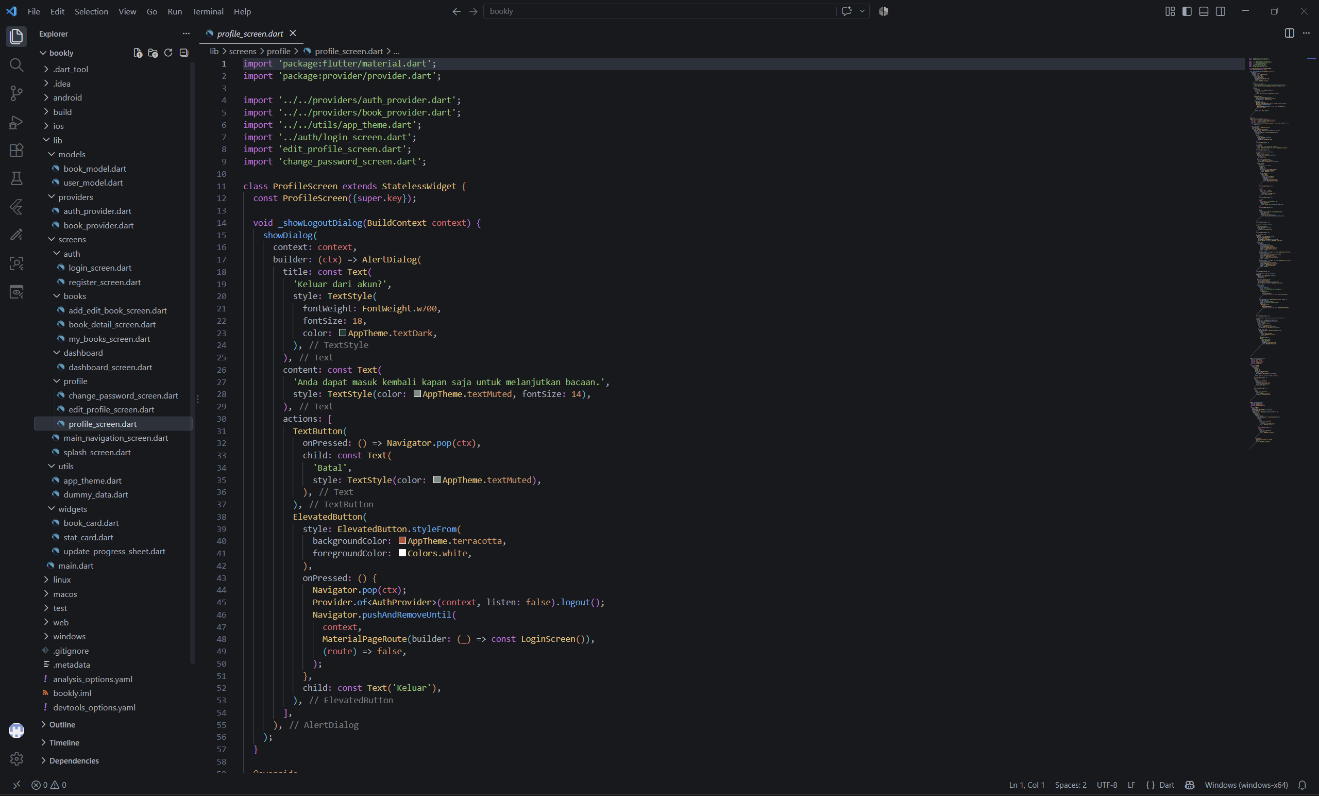 File Edit Selection View Go Run Terminal Help
bookly
Explorer
profile_screen.dart
bookly
lib > screens > profile > profile_screen.dart > ...
.dart_tool
.idea
android
build
ios
lib
models
book_model.dart
user_model.dart
providers
auth_provider.dart
book_provider.dart
screens
auth
login_screen.dart
register_screen.dart
books
add_edit_book_screen.dart
book_detail_screen.dart
my_books_screen.dart
dashboard
dashboard_screen.dart
profile
change_password_screen.dart
edit_profile_screen.dart
profile_screen.dart
main_navigation_screen.dart
splash_screen.dart
utils
app_theme.dart
dummy_data.dart
widgets
book_card.dart
stat_card.dart
update_progress_sheet.dart
main.dart
linux
macos
test
web
windows
.gitignore
.metadata
analysis_options.yaml
bookly.iml
devtools_options.yaml
Outline
Timeline
Dependencies
1 import 'package:flutter/material.dart';
2 import 'package:provider/provider.dart';
3
4 import '../../providers/auth_provider.dart';
5 import '../../providers/book_provider.dart';
6 import '../../utils/app_theme.dart';
7 import '../auth/login_screen.dart';
8 import 'edit_profile_screen.dart';
9 import 'change_password_screen.dart';
10
11 class ProfileScreen extends StatelessWidget {
12 const ProfileScreen({super.key});
13
14 void _showLogoutDialog(BuildContext context) {
15 showDialog(
16 context: context,
17 builder: (ctx) => AlertDialog(
18 title: const Text(
19 'Keluar dari akun?',
20 style: TextStyle(
21 fontWeight: FontWeight.w700,
22 fontSize: 18,
23 color: AppTheme.textDark,
24 ), // TextStyle
25 ), // Text
26 content: const Text(
27 'Anda dapat masuk kembali kapan saja untuk melanjutkan bacaan.',
28 style: TextStyle(color: AppTheme.textMuted, fontSize: 14),
29 ), // Text
30 actions: [
31 TextButton(
32 onPressed: () => Navigator.pop(ctx),
33 child: const Text(
34 'Batal',
35 style: TextStyle(color: AppTheme.textMuted),
36 ), // Text
37 ), // TextButton
38 ElevatedButton(
39 style: ElevatedButton.styleFrom(
40 backgroundColor: AppTheme.terracotta,
41 foregroundColor: Colors.white,
42 ),
43 onPressed: () {
44 Navigator.pop(ctx);
45 Provider.of<AuthProvider>(context, listen: false).logout();
46 Navigator.pushAndRemoveUntil(
47 context,
48 MaterialPageRoute(builder: (_) => const LoginScreen()),
49 (route) => false,
50 );
51 },
52 child: const Text('Keluar'),
53 ), // ElevatedButton
54 ],
55 ), // AlertDialog
56 );
57 }
58
0 0
Ln 1, Col 1 Spaces: 2 UTF-8 LF { } Dart Windows (windows-x64)